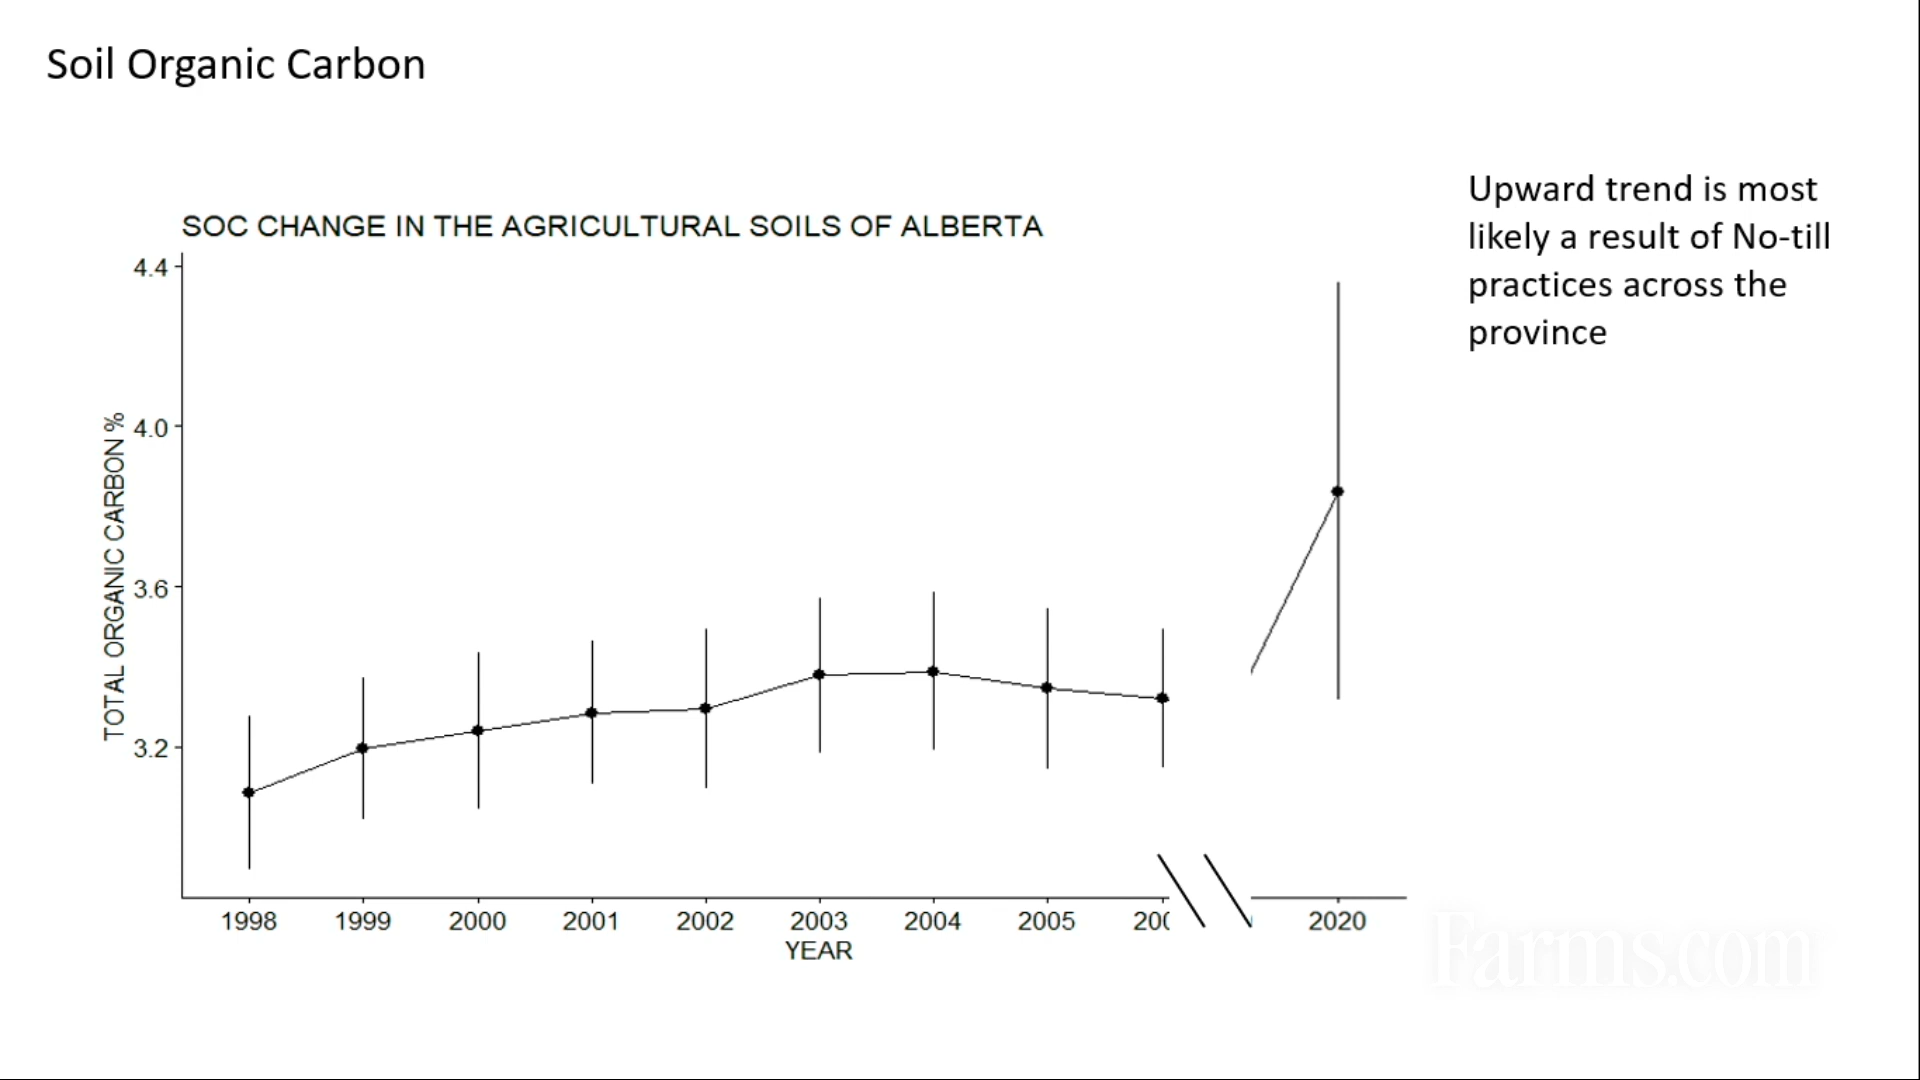 Soil Organic Carbon
Upward trend is most
likely a result of No-till
practices across the
province
SOC CHANGE IN THE AGRICULTURAL SOILS OF ALBERTA
TOTAL ORGANIC CARBON %
4.4
4.0
3.6
3.2
1998 1999 2000 2001 2002 2003 2004 2005 200 2020
YEAR
Farms.com